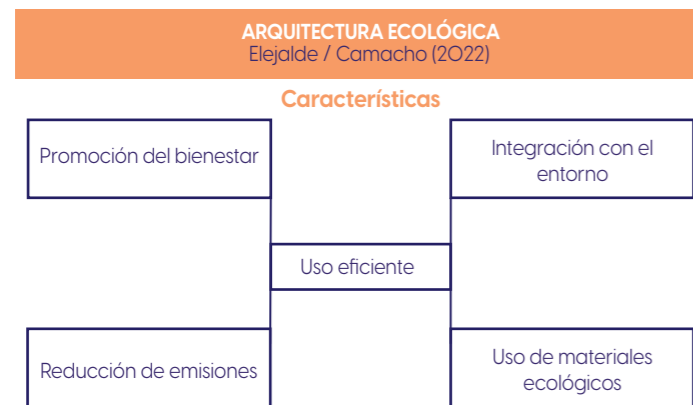 ARQUITECTURA ECOLÓGICA
Elejalde / Camacho (2022)
Características
Promoción del bienestar
Integración con el
entorno
Uso eficiente
Reducción de emisiones
Uso de materiales
ecológicos